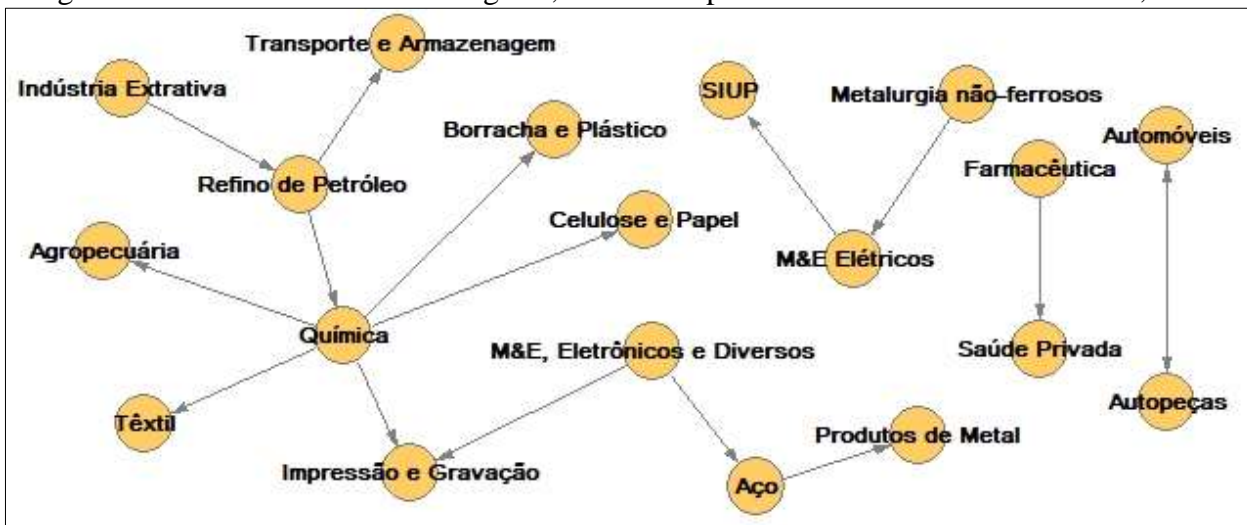 Transporte e Armazenagem
Indústria Extrativa
SIUP
Metalurgia não-ferrosos
Borracha e Plástico
Automóveis
Refino de Petróleo
Farmacêutica
Celulose e Papel
Agropecuária
M&E Elétricos
Química
M&E, Eletrônicos e Diversos
Saúde Privada
Autopeças
Têxtil
Produtos de Metal
Impressão e Gravação
Aço